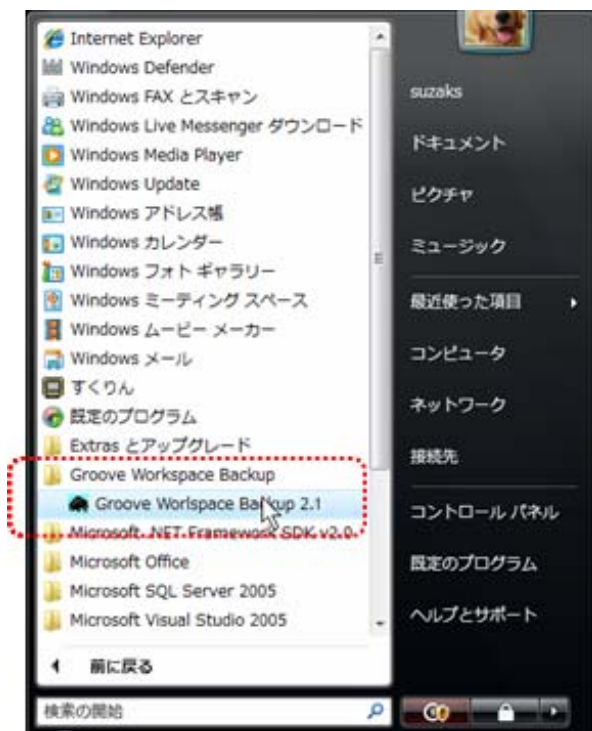 Internet Explorer
Windows Defender
Windows FAX とスキャン
Windows Live Messenger ダウンロード
Windows Media Player
Windows Update
Windows アドレス帳
Windows カレンダー
Windows フォト ギャラリー
Windows ミーティング スペース
Windows ムービー メーカー
Windows メール
すくりん
既定のプログラム
Extras とアップグレード
Groove Workspace Backup
Groove Worlspace Backup 2.1
Microsoft .NET Framework SDK v2.0
Microsoft Office
Microsoft SQL Server 2005
Microsoft Visual Studio 2005
前に戻る
検索の開始
suzaks
ドキュメント
ピクチャ
ミュージック
最近使った項目
コンピュータ
ネットワーク
接続先
コントロール パネル
既定のプログラム
ヘルプとサポート